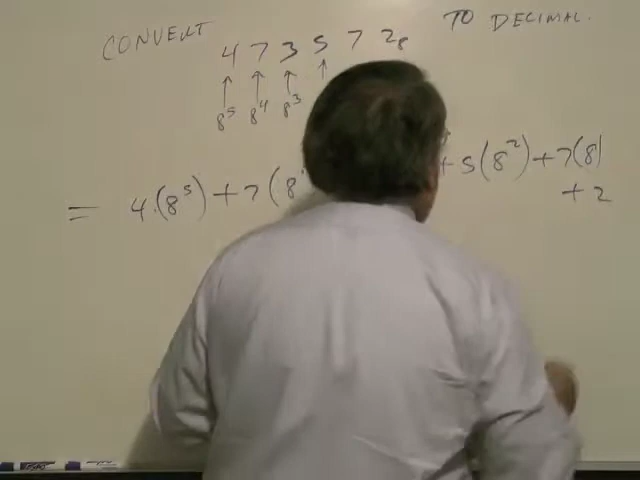 CONVERT 4 7 3 5 7 2₈ TO DECIMAL.
↑ ↑ ↑ ↑
8⁵ 8⁴ 8³
= 4·(8⁵) + 7(8 + 5(8²) + 7(8)
+ 2